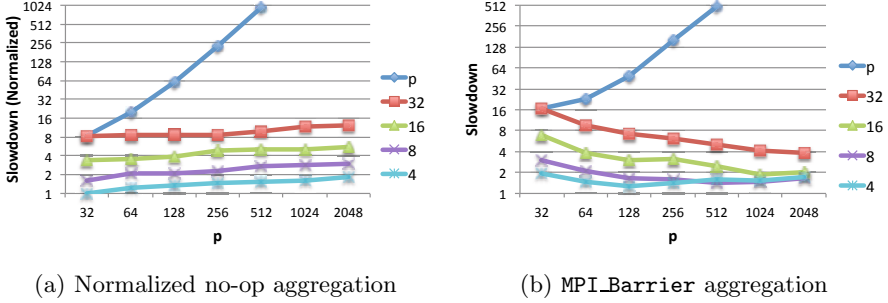 1024
512
256
128
64
32
16
8
4
2
1
Slowdown (Normalized)
32 64 128 256 512 1024 2048
p
p
32
16
8
4
(a) Normalized no-op aggregation
512
256
128
64
32
16
8
4
2
1
Slowdown
32 64 128 256 512 1024 2048
p
p
32
16
8
4
(b) MPI_Barrier aggregation